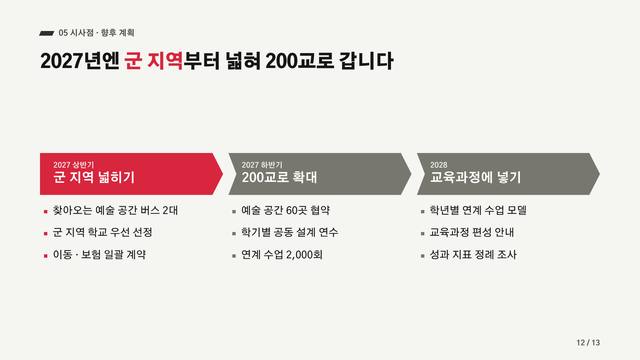 05 시사점 · 향후 계획
2027년엔 군 지역부터 넓혀 200교로 갑니다
2027 상반기
군 지역 넓히기
찾아오는 예술 공간 버스 2대
군 지역 학교 우선 선정
이동 · 보험 일괄 계약
2027 하반기
200교로 확대
예술 공간 60곳 협약
학기별 공동 설계 연수
연계 수업 2,000회
2028
교육과정에 넣기
학년별 연계 수업 모델
교육과정 편성 안내
성과 지표 정례 조사
12 / 13